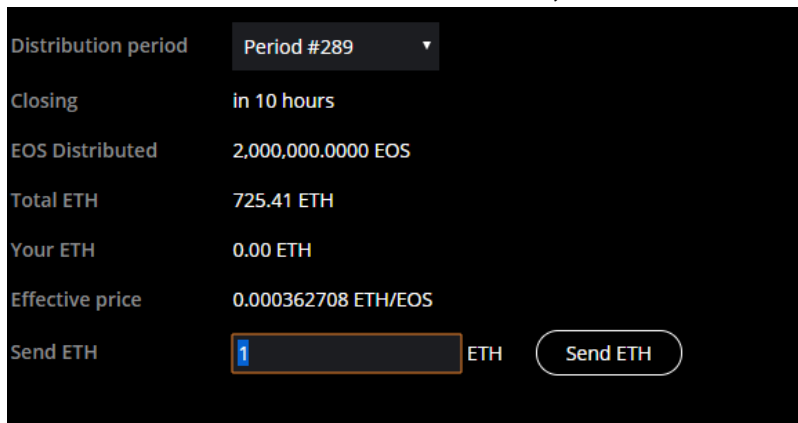 Distribution period Period #289
Closing in 10 hours
EOS Distributed 2,000,000.0000 EOS
Total ETH 725.41 ETH
Your ETH 0.00 ETH
Effective price 0.000362708 ETH/EOS
Send ETH 1 ETH Send ETH